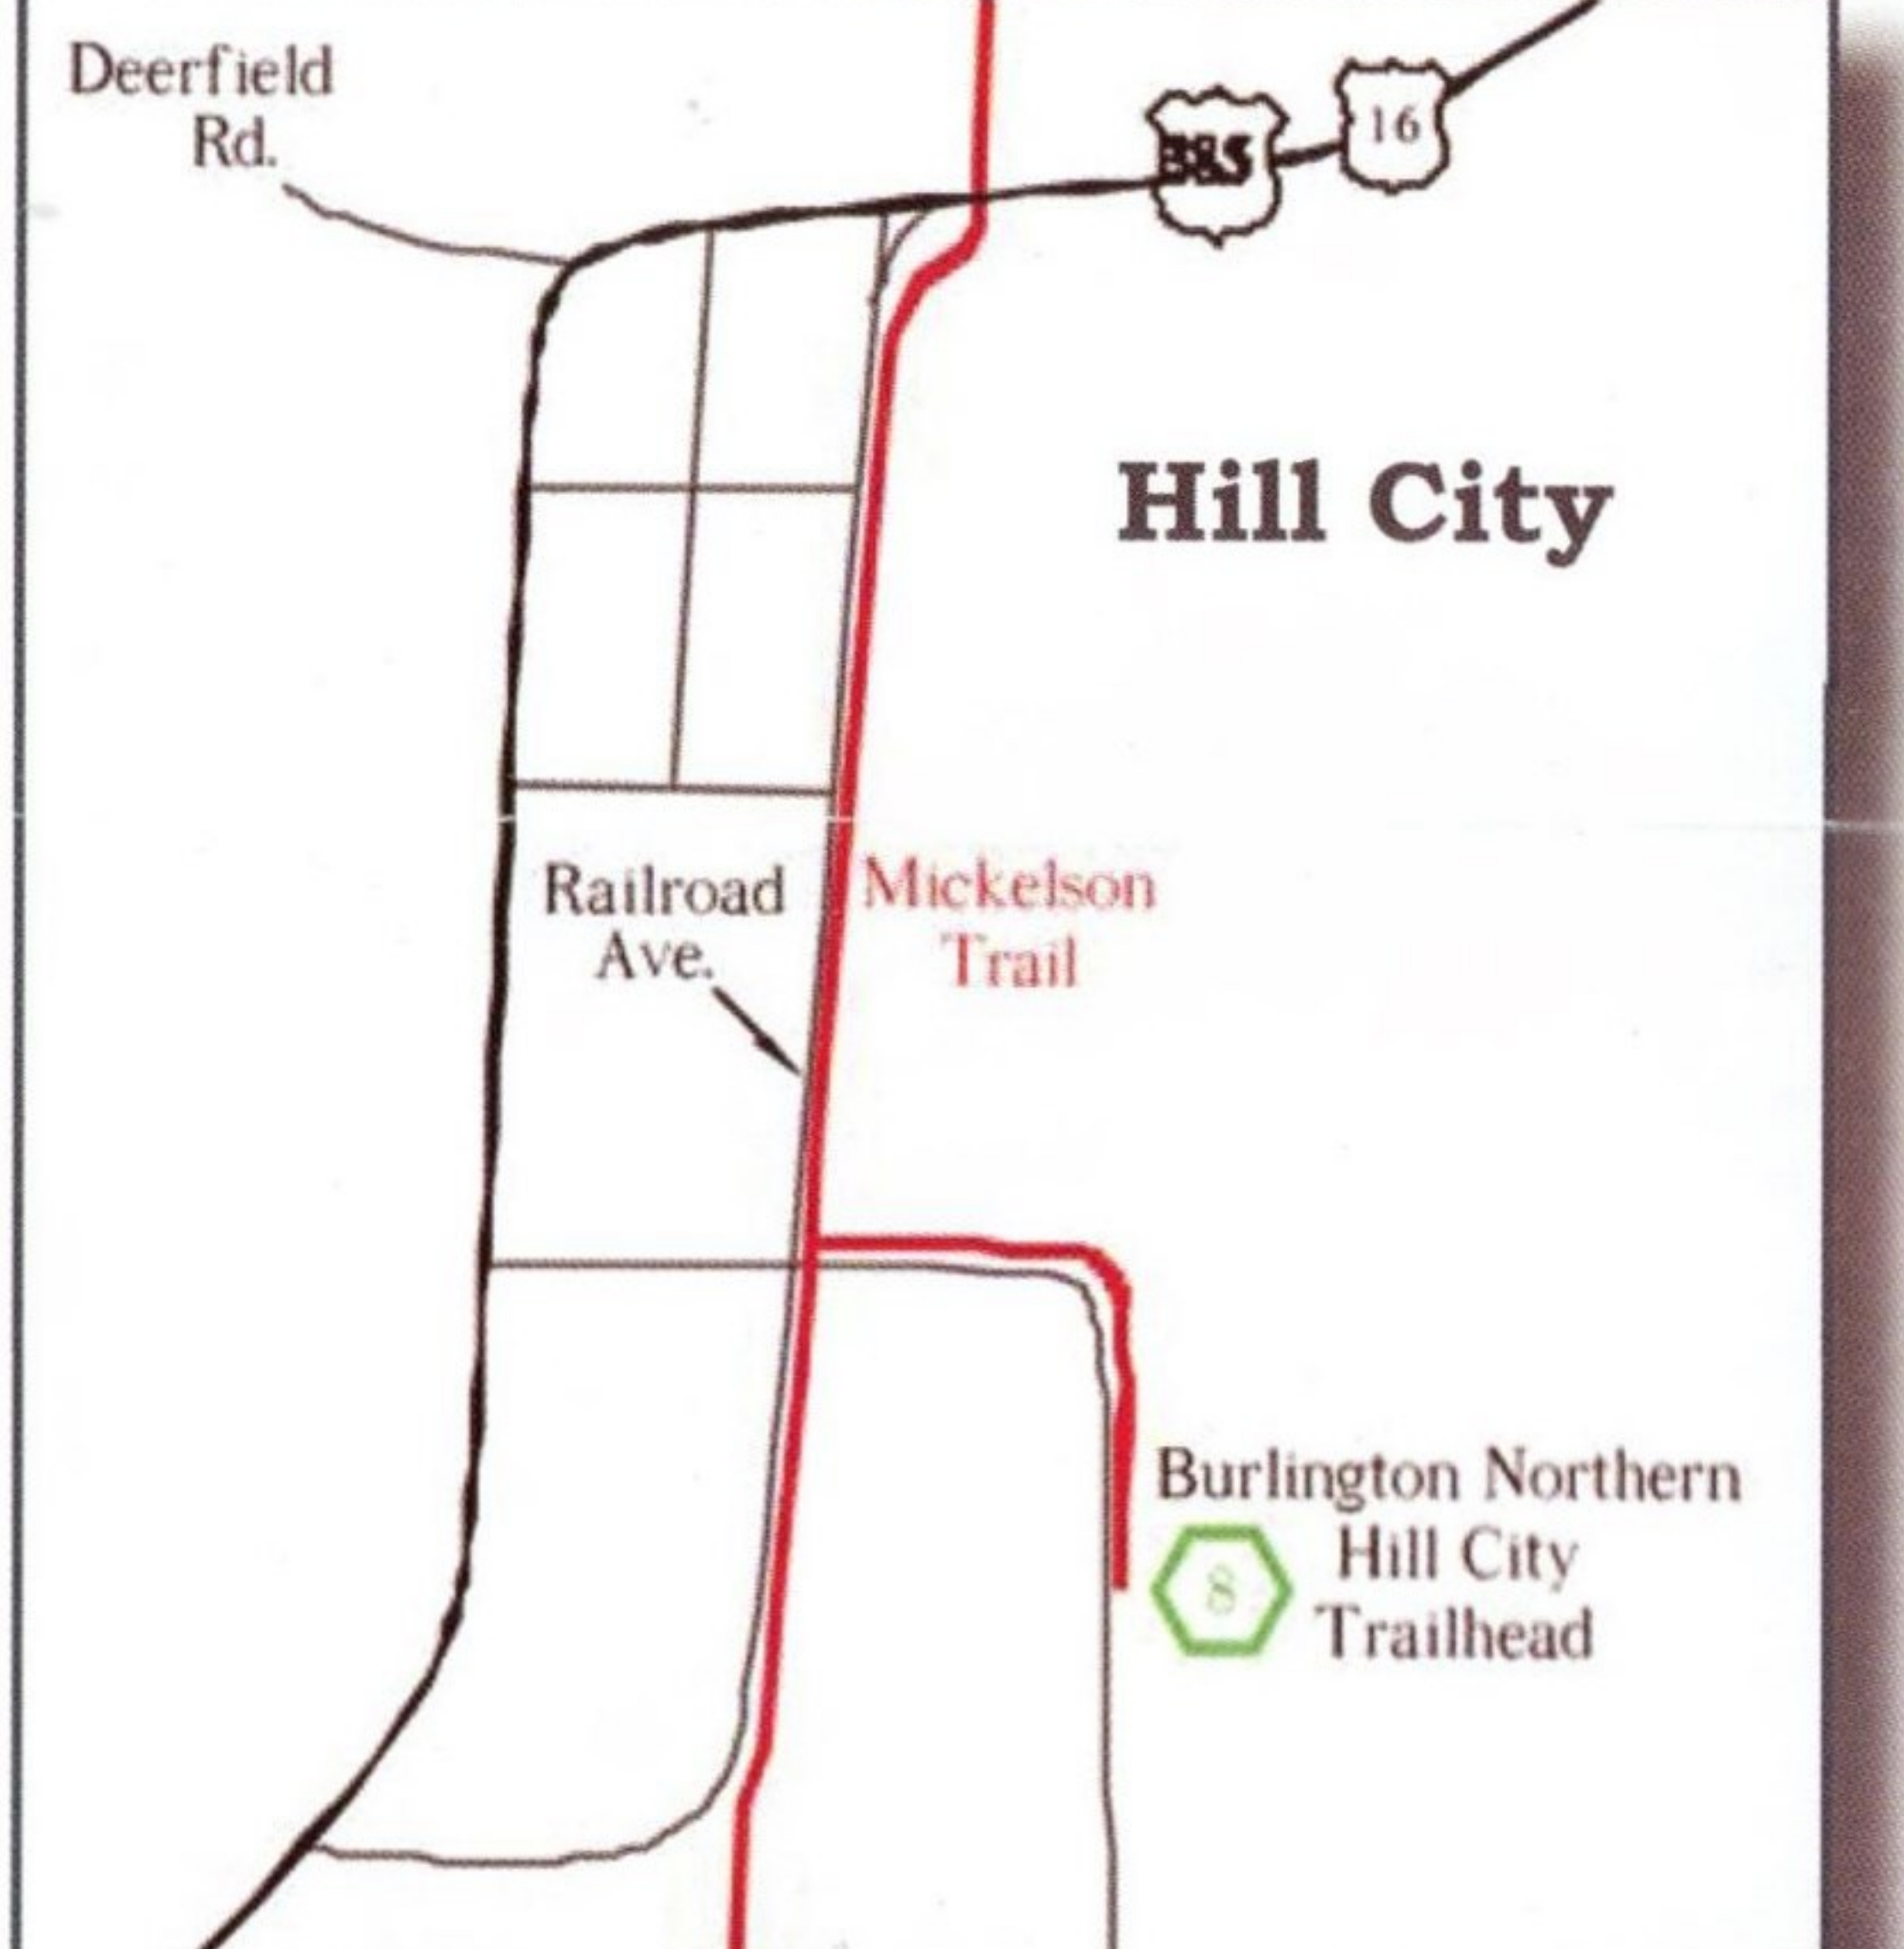 Deerfield
Rd.
385
16
Hill City
Railroad
Ave.
Mickelson
Trail
Burlington Northern
8
Hill City
Trailhead